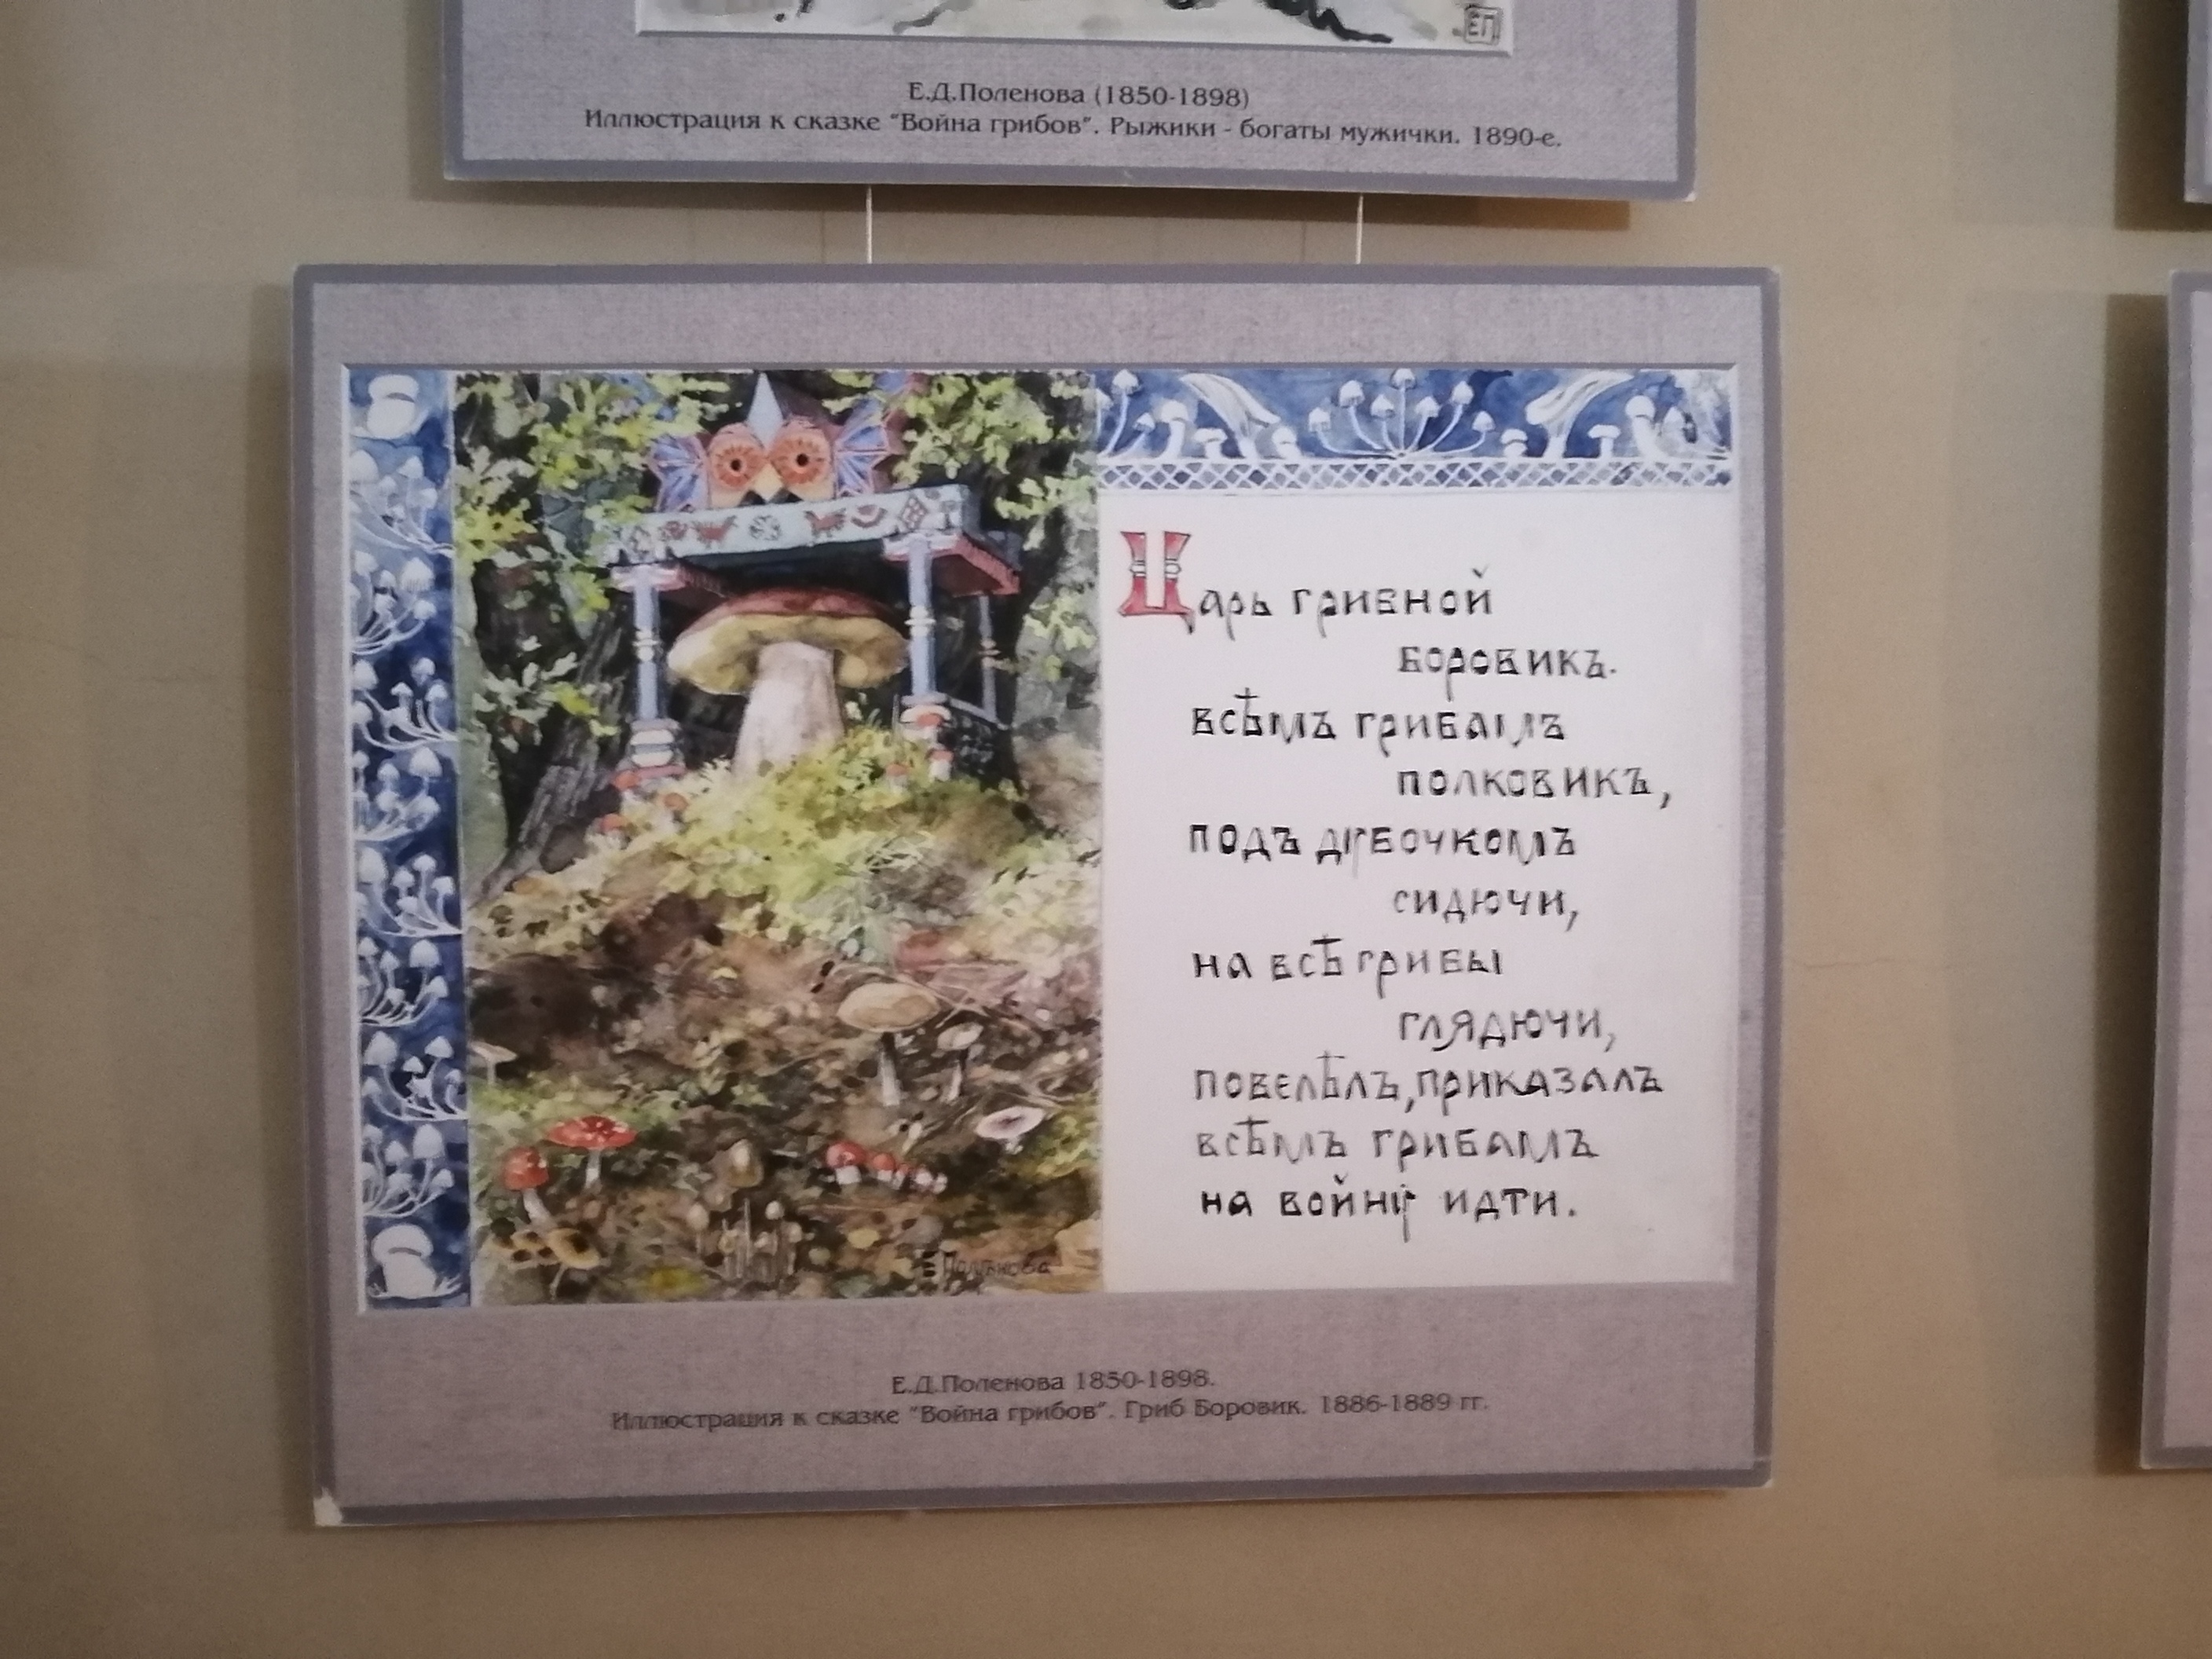 ЕП
Е.Д.Поленова (1850-1898)
Иллюстрация к сказке "Война грибов". Рыжики - богаты мужички. 1890-е.
Царь грибной
боровикъ.
всѣмъ грибамъ
полковикъ,
подъ дубочкомъ
сидючи,
на всѣ грибы
глядючи,
повелѣлъ, приказалъ
всѣмъ грибамъ
на войну идти.
Е Полѣнова
Е.Д.Поленова 1850-1898.
Иллюстрация к сказке "Война грибов". Гриб Боровик. 1886-1889 гг.